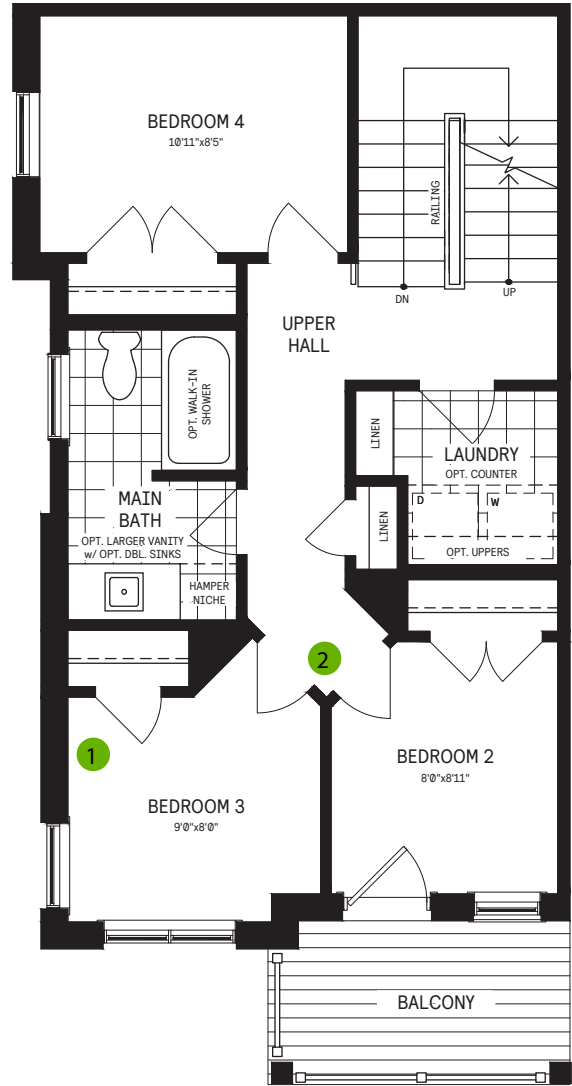 BEDROOM 4
10'11"x8'5"
RAILING
DN
UP
UPPER
HALL
OPT. WALK-IN
SHOWER
LINEN
LAUNDRY
OPT. COUNTER
D
W
OPT. UPPERS
LINEN
MAIN
BATH
OPT. LARGER VANITY
w/ OPT. DBL. SINKS
HAMPER
NICHE
2
1
BEDROOM 2
8'0"x8'11"
BEDROOM 3
9'0"x8'0"
BALCONY